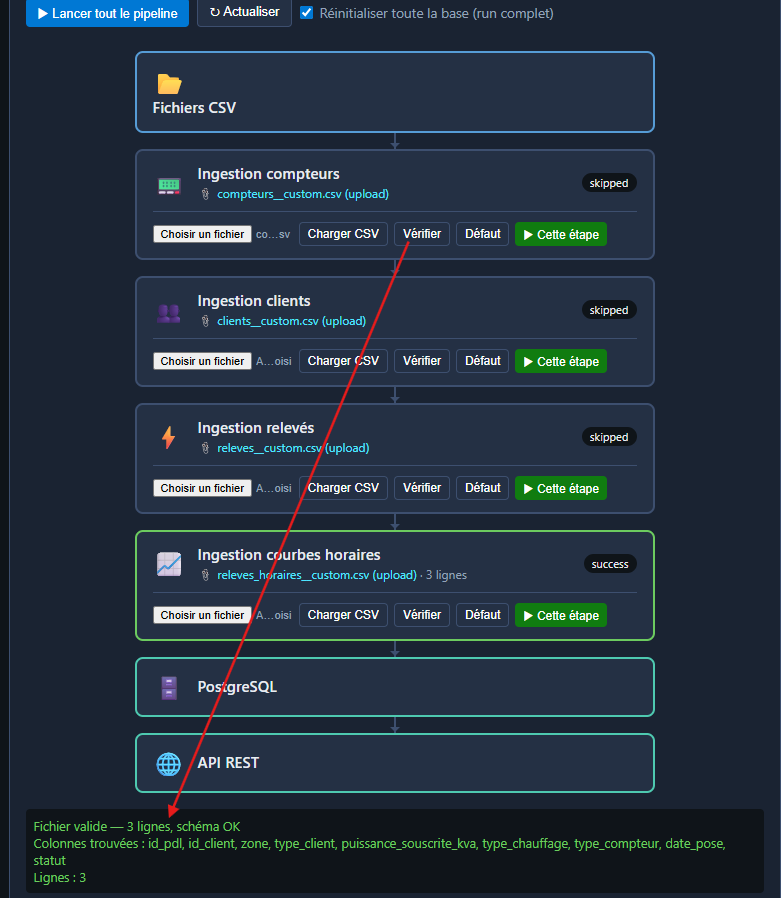 ▶ Lancer tout le pipeline
↻ Actualiser
Réinitialiser toute la base (run complet)
Fichiers CSV
Ingestion compteurs
compteurs__custom.csv (upload)
skipped
Choisir un fichier co...sv Charger CSV Vérifier Défaut ▶ Cette étape
Ingestion clients
clients__custom.csv (upload)
skipped
Choisir un fichier A...oisi Charger CSV Vérifier Défaut ▶ Cette étape
Ingestion relevés
releves__custom.csv (upload)
skipped
Choisir un fichier A...oisi Charger CSV Vérifier Défaut ▶ Cette étape
Ingestion courbes horaires
releves_horaires__custom.csv (upload) · 3 lignes
success
Choisir un fichier A...oisi Charger CSV Vérifier Défaut ▶ Cette étape
PostgreSQL
API REST
Fichier valide — 3 lignes, schéma OK
Colonnes trouvées : id_pdl, id_client, zone, type_client, puissance_souscrite_kva, type_chauffage, type_compteur, date_pose,
statut
Lignes : 3